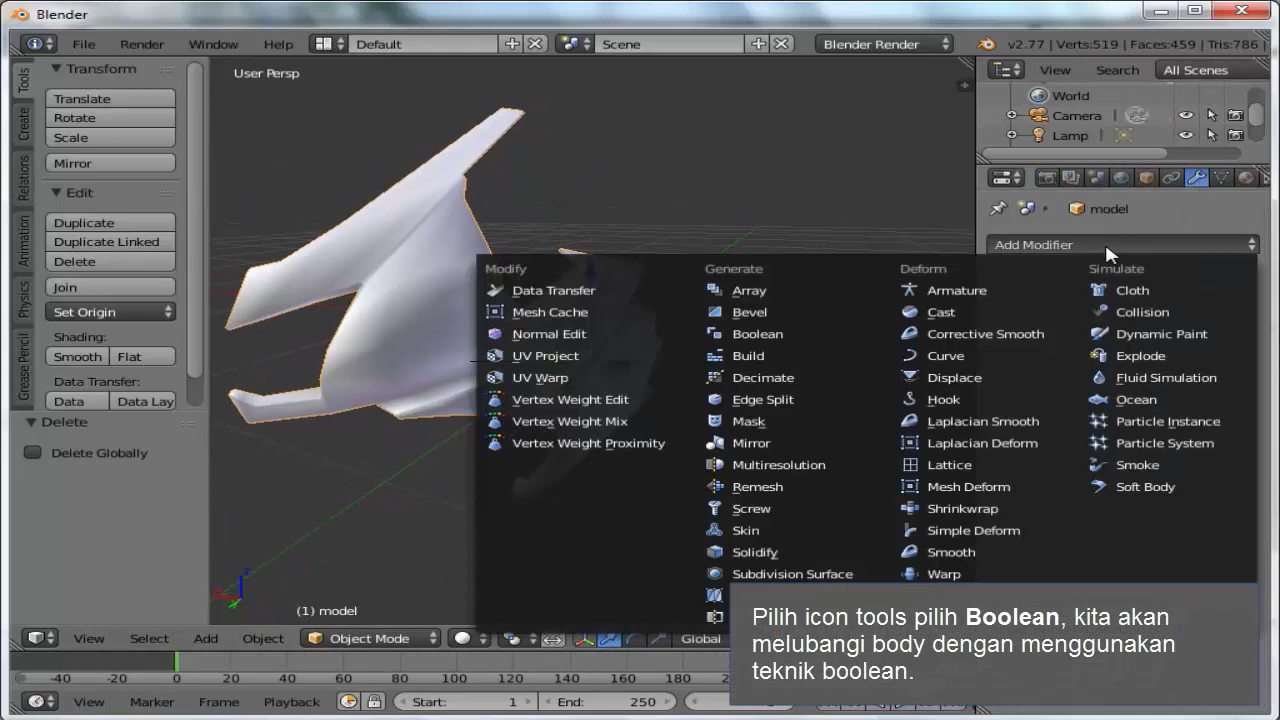 Blender
File Render Window Help Default Scene Blender Render v2.77 | Verts:519 | Faces:459 | Tris:786 |
Tools
Create
Relations
Animation
Physics
Grease Pencil
Transform
Translate
Rotate
Scale
Mirror
Edit
Duplicate
Duplicate Linked
Delete
Join
Set Origin
Shading:
Smooth Flat
Data Transfer:
Data Data Lay
Delete
Delete Globally
User Persp
(1) model
View Search All Scenes
World
Camera
Lamp
model
Add Modifier
Modify
Data Transfer
Mesh Cache
Normal Edit
UV Project
UV Warp
Vertex Weight Edit
Vertex Weight Mix
Vertex Weight Proximity
Generate
Array
Bevel
Boolean
Build
Decimate
Edge Split
Mask
Mirror
Multiresolution
Remesh
Screw
Skin
Solidify
Subdivision Surface
Deform
Armature
Cast
Corrective Smooth
Curve
Displace
Hook
Laplacian Smooth
Laplacian Deform
Lattice
Mesh Deform
Shrinkwrap
Simple Deform
Smooth
Warp
Simulate
Cloth
Collision
Dynamic Paint
Explode
Fluid Simulation
Ocean
Particle Instance
Particle System
Smoke
Soft Body
Pilih icon tools pilih Boolean, kita akan
melubangi body dengan menggunakan
teknik boolean.
View Select Add Object Object Mode Global
-40 -20 0 20 40 60 80 100 120 140 160 180
View Marker Frame Playback Start: 1 End: 250